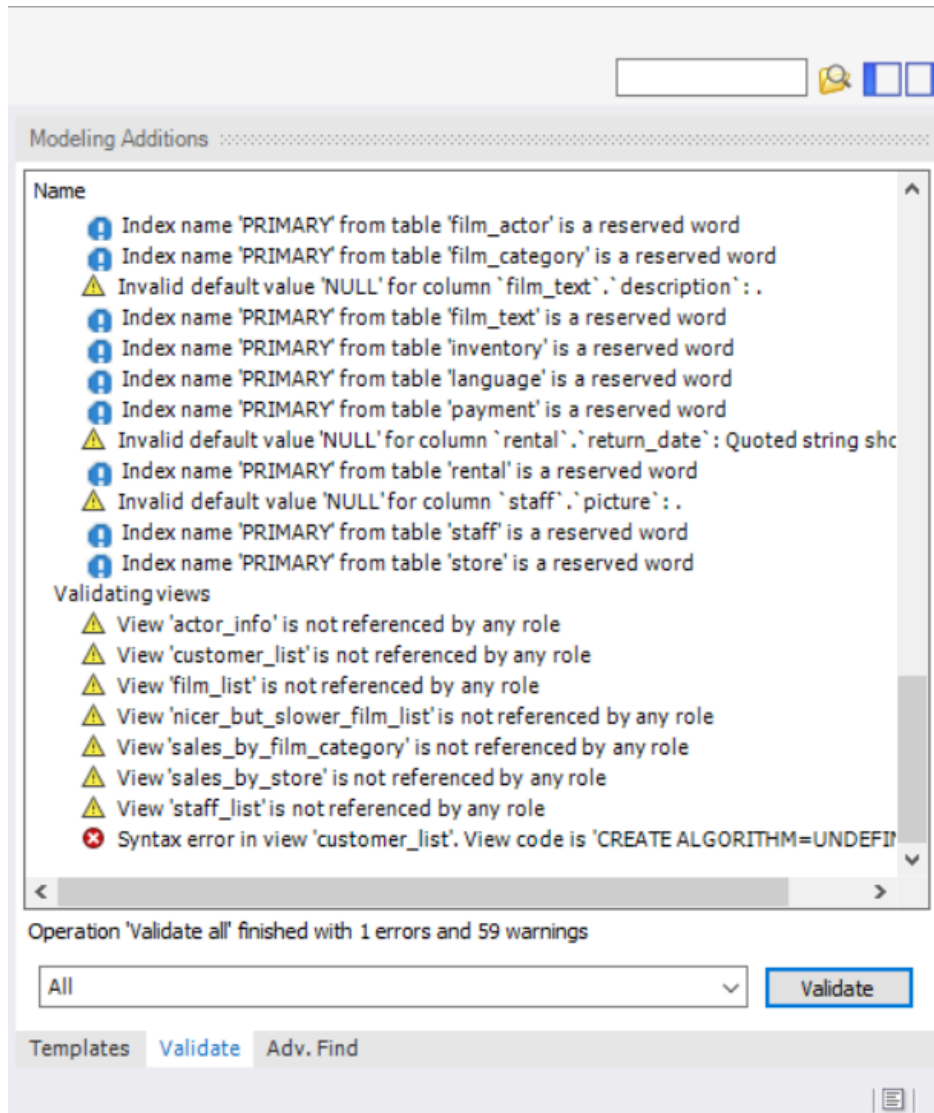 Modeling Additions
Name
Index name 'PRIMARY' from table 'film_actor' is a reserved word
Index name 'PRIMARY' from table 'film_category' is a reserved word
Invalid default value 'NULL' for column `film_text`.`description`: .
Index name 'PRIMARY' from table 'film_text' is a reserved word
Index name 'PRIMARY' from table 'inventory' is a reserved word
Index name 'PRIMARY' from table 'language' is a reserved word
Index name 'PRIMARY' from table 'payment' is a reserved word
Invalid default value 'NULL' for column `rental`.`return_date`: Quoted string sho
Index name 'PRIMARY' from table 'rental' is a reserved word
Invalid default value 'NULL' for column `staff`.`picture`: .
Index name 'PRIMARY' from table 'staff' is a reserved word
Index name 'PRIMARY' from table 'store' is a reserved word
Validating views
View 'actor_info' is not referenced by any role
View 'customer_list' is not referenced by any role
View 'film_list' is not referenced by any role
View 'nicer_but_slower_film_list' is not referenced by any role
View 'sales_by_film_category' is not referenced by any role
View 'sales_by_store' is not referenced by any role
View 'staff_list' is not referenced by any role
Syntax error in view 'customer_list'. View code is 'CREATE ALGORITHM=UNDEFIN
Operation 'Validate all' finished with 1 errors and 59 warnings
All
Validate
Templates Validate Adv. Find